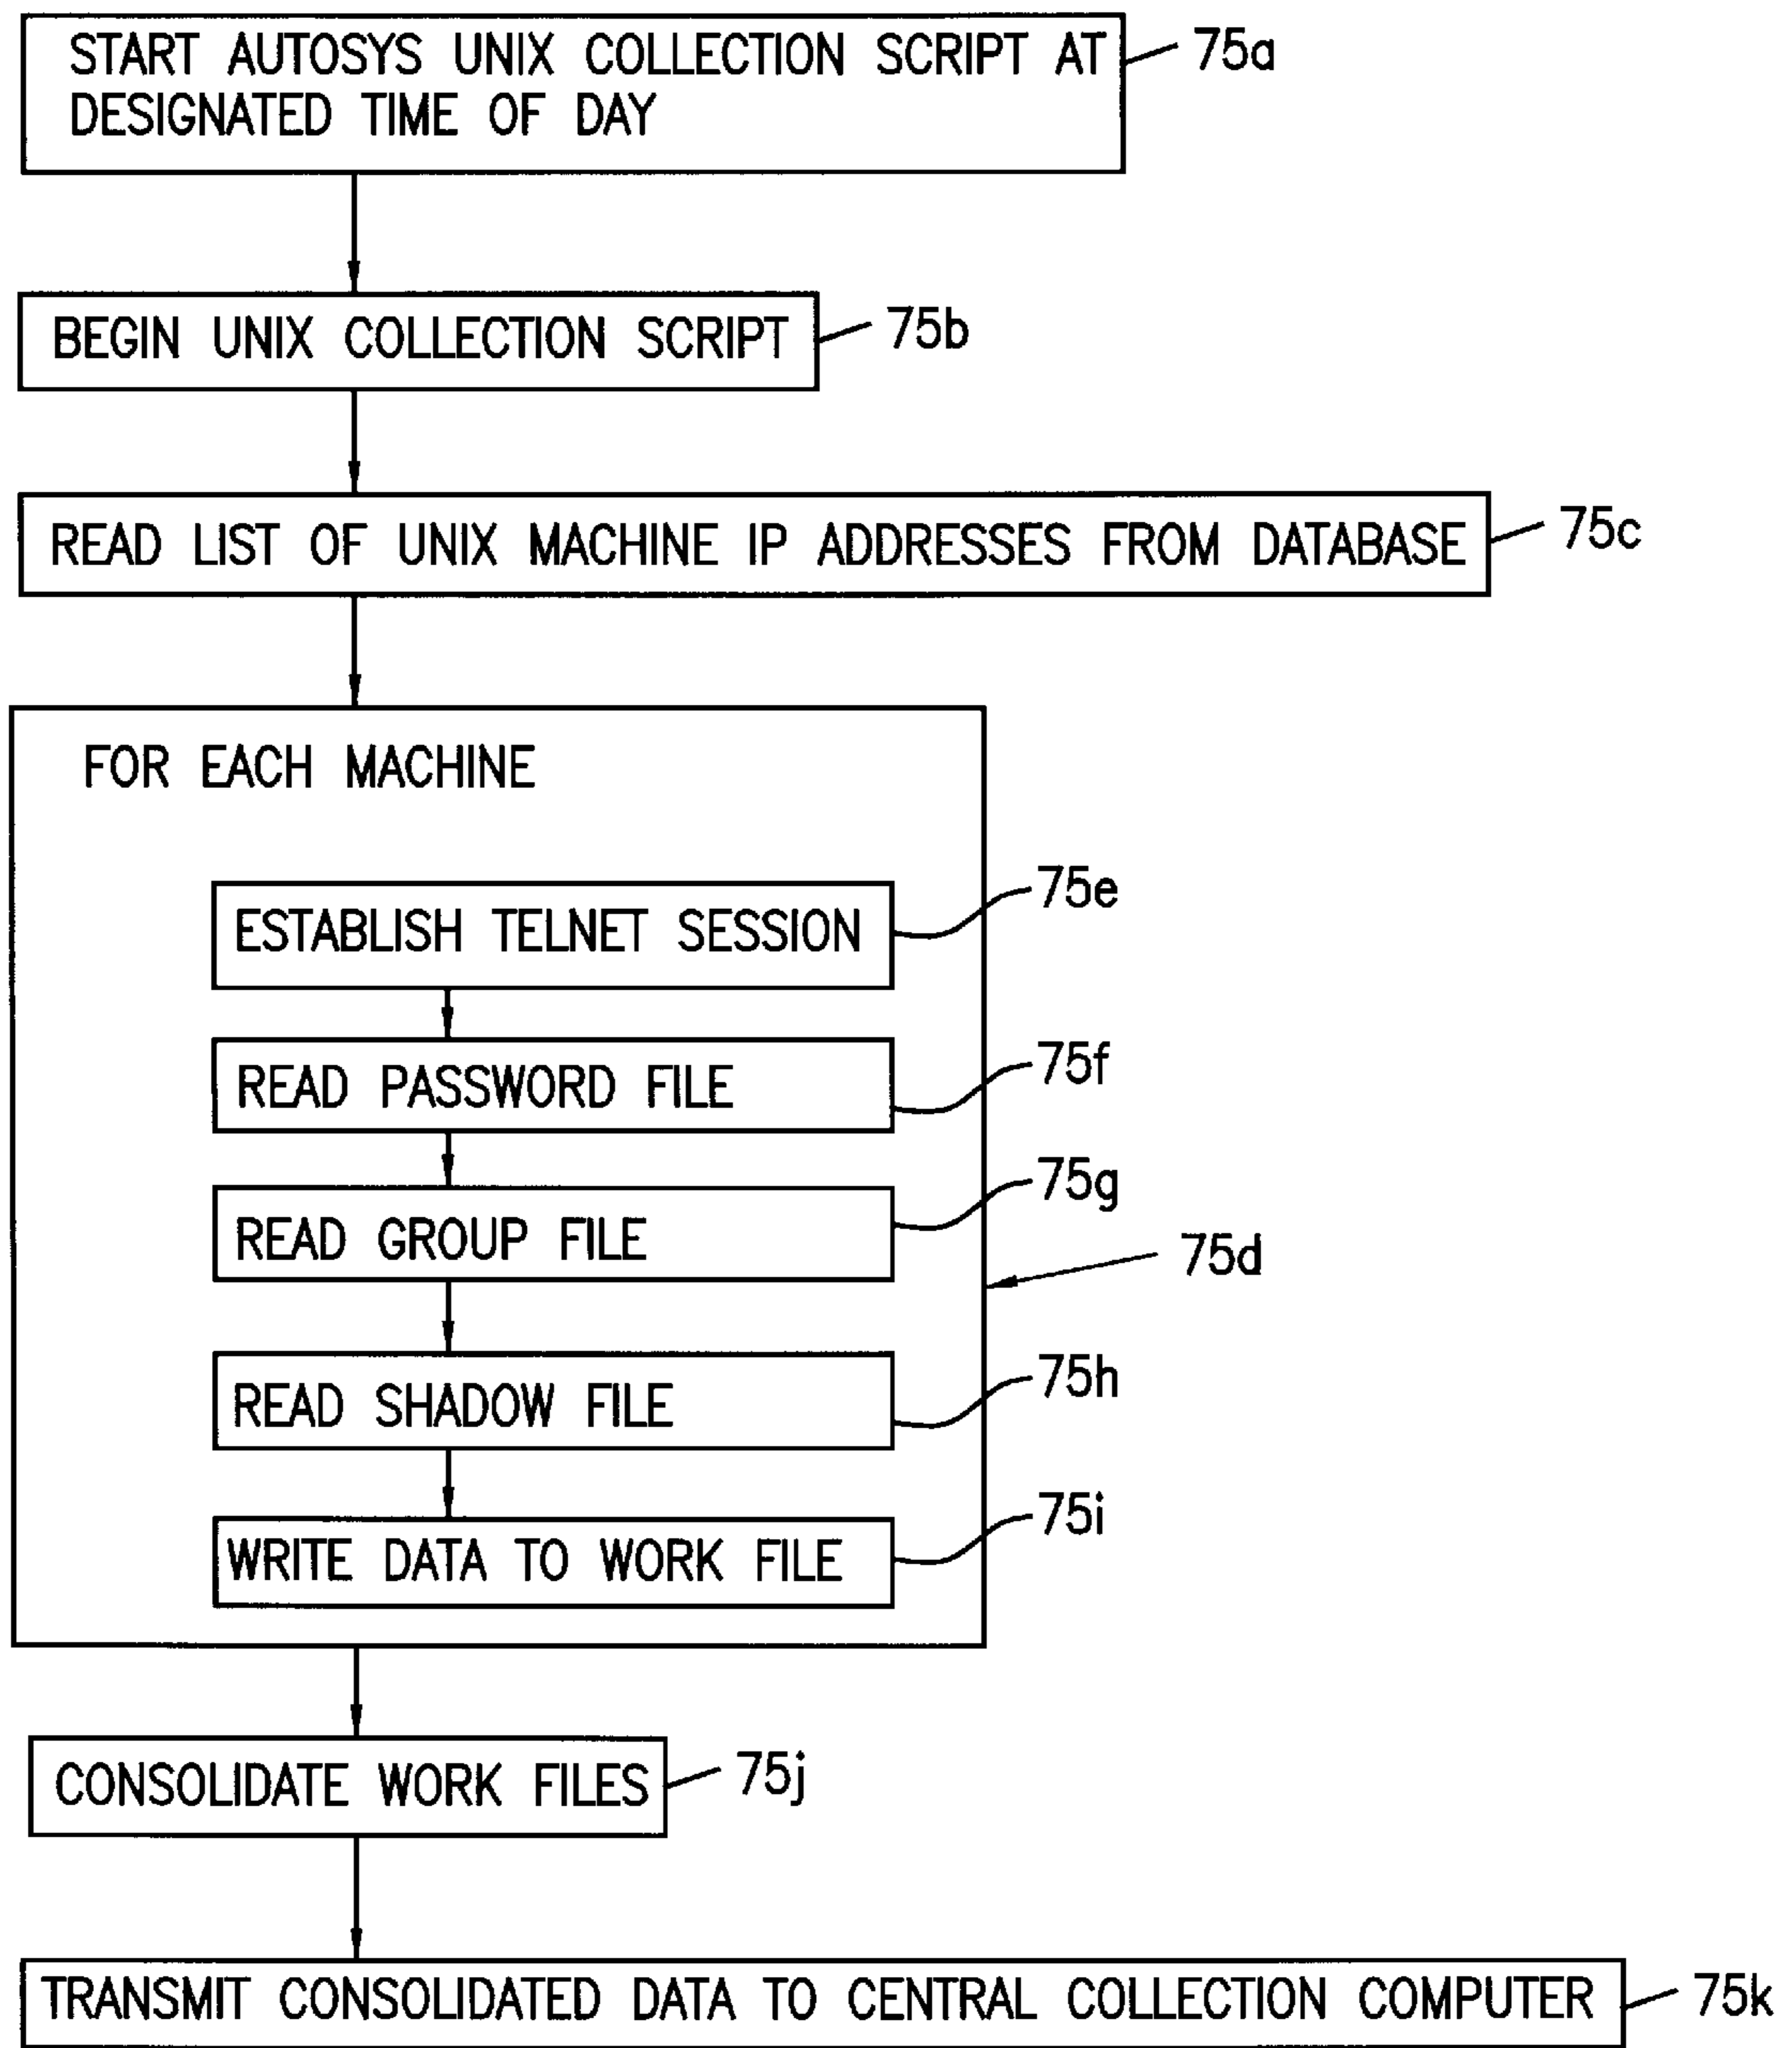 START AUTOSYS UNIX COLLECTION SCRIPT AT
DESIGNATED TIME OF DAY
75a
BEGIN UNIX COLLECTION SCRIPT
75b
READ LIST OF UNIX MACHINE IP ADDRESSES FROM DATABASE
75c
FOR EACH MACHINE
ESTABLISH TELNET SESSION
75e
READ PASSWORD FILE
75f
READ GROUP FILE
75g
75d
READ SHADOW FILE
75h
WRITE DATA TO WORK FILE
75i
CONSOLIDATE WORK FILES
75j
TRANSMIT CONSOLIDATED DATA TO CENTRAL COLLECTION COMPUTER
75k